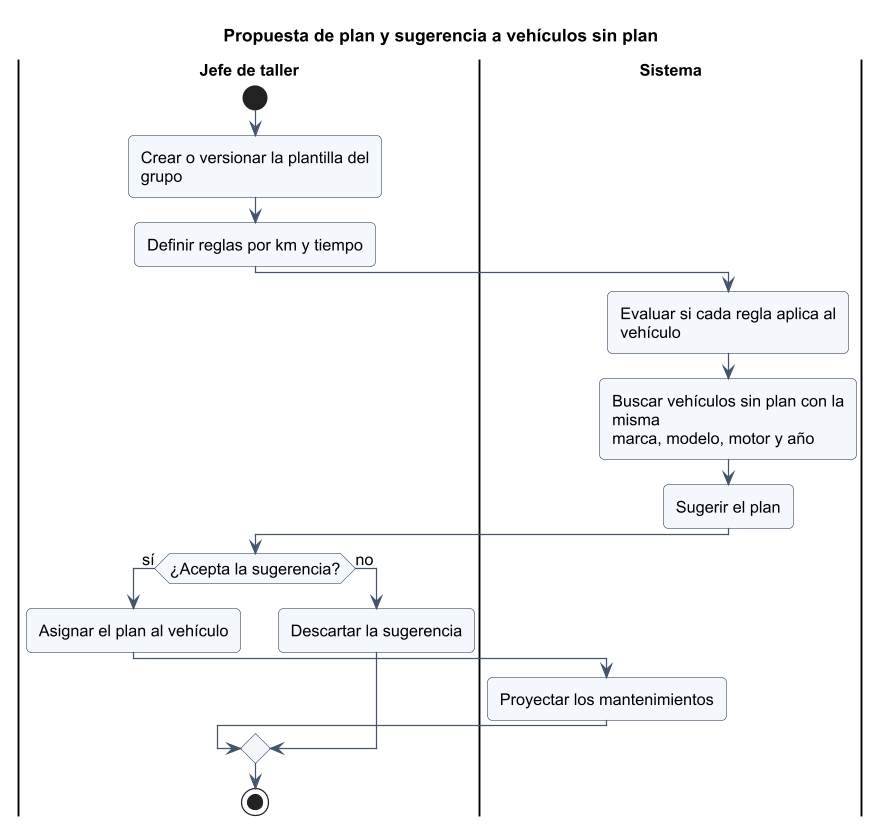 Propuesta de plan y sugerencia a vehículos sin plan
Jefe de taller
Sistema
Crear o versionar la plantilla del
grupo
Definir reglas por km y tiempo
Evaluar si cada regla aplica al
vehículo
Buscar vehículos sin plan con la
misma
marca, modelo, motor y año
Sugerir el plan
sí
¿Acepta la sugerencia?
no
Asignar el plan al vehículo
Descartar la sugerencia
Proyectar los mantenimientos